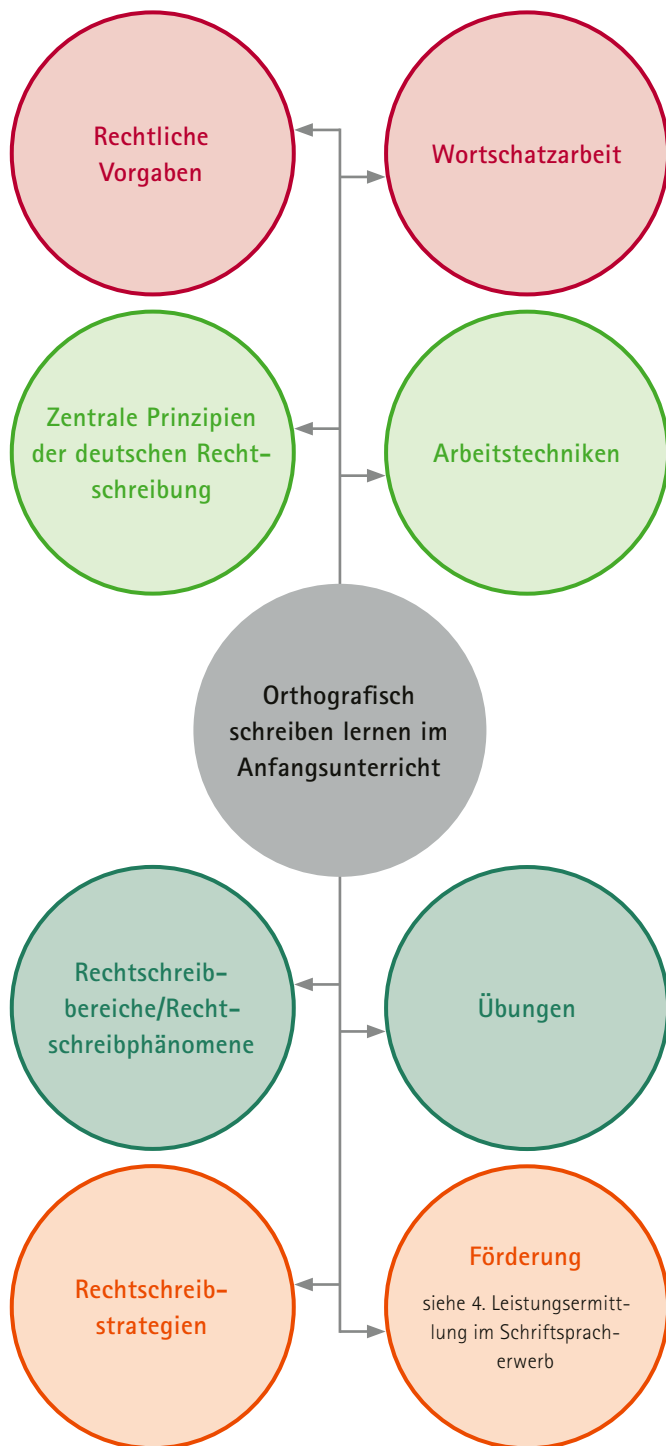 Rechtliche
Vorgaben
Wortschatzarbeit
Zentrale Prinzipien
der deutschen Recht-
schreibung
Arbeitstechniken
Orthografisch
schreiben lernen im
Anfangsunterricht
Rechtschreib-
bereiche/Recht-
schreibphänomene
Übungen
Rechtschreib-
strategien
Förderung
siehe 4. Leistungsermitt-
lung im Schriftsprach-
erwerb